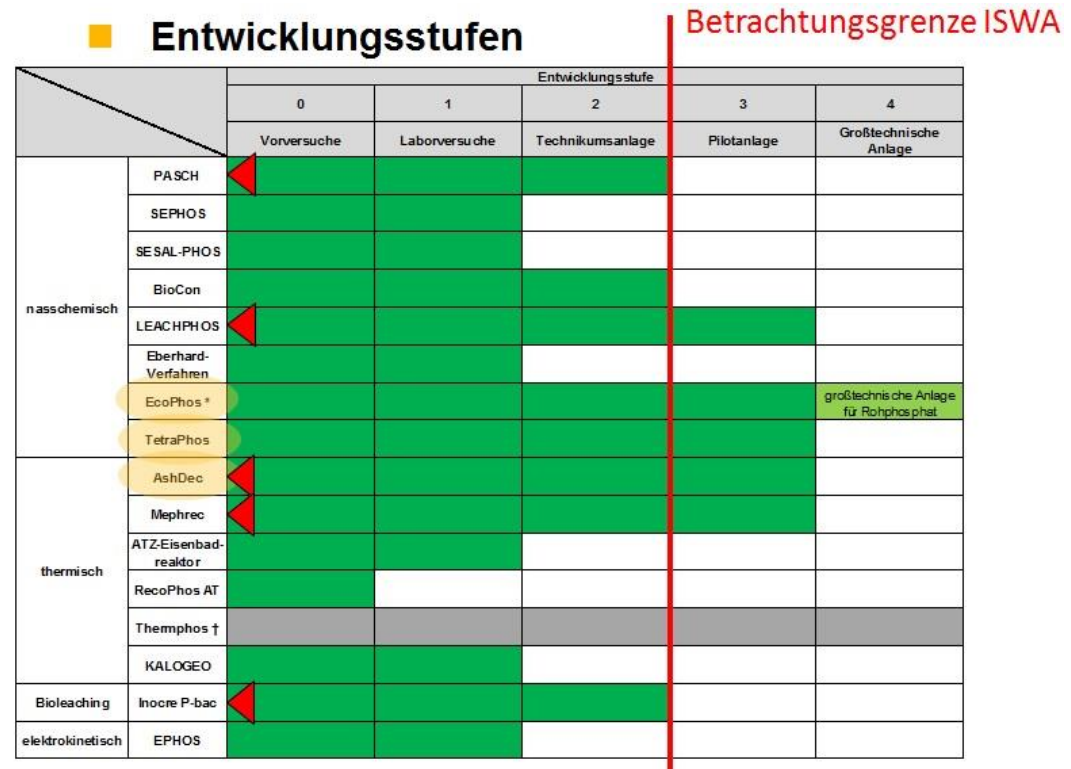 Entwicklungsstufen
Betrachtungsgrenze ISWA
Entwicklungsstufe
0 1 2 3 4
Vorversuche Laborversuche Technikumsanlage Pilotanlage Großtechnische
Anlage
nasschemisch
PASCH
SEPHOS
SESAL-PHOS
BioCon
LEACHPHOS
Eberhard-
Verfahren
EcoPhos *
großtechnische Anlage
für Rohphosphat
TetraPhos
thermisch
AshDec
Mephrec
ATZ-Eisenbad-
reaktor
RecoPhos AT
Thermphos †
KALOGEO
Bioleaching Inocre P-bac
elektrokinetisch EPHOS